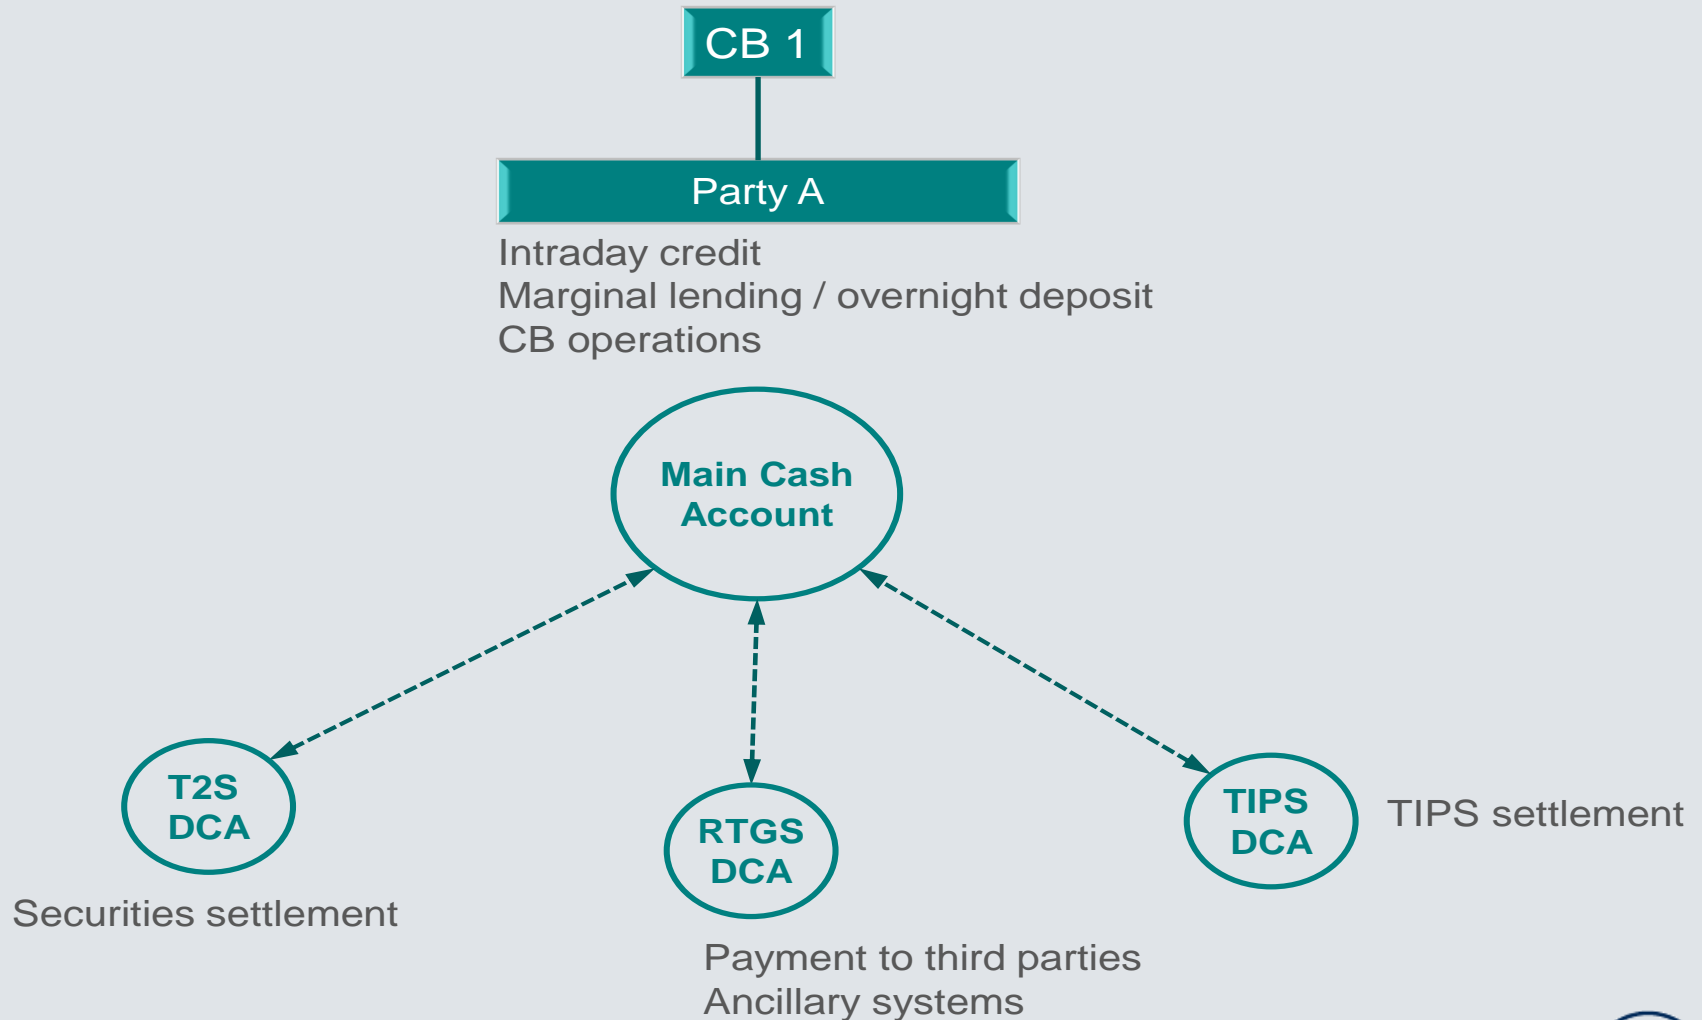 CB 1
Party A
Intraday credit
Marginal lending / overnight deposit
CB operations
Main Cash
Account
T2S
DCA
Securities settlement
RTGS
DCA
Payment to third parties
Ancillary systems
TIPS
DCA
TIPS settlement